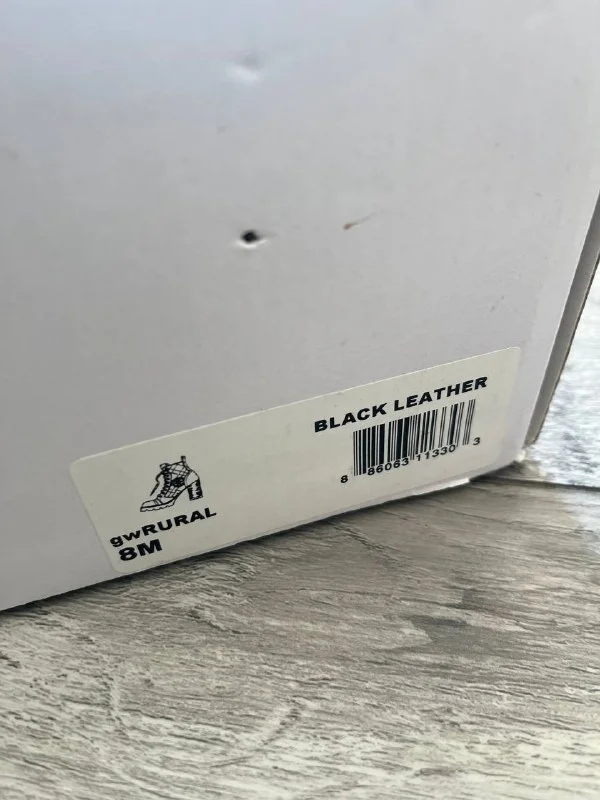 BLACK LEATHER
8 86063 11330 3
gwRURAL
8M